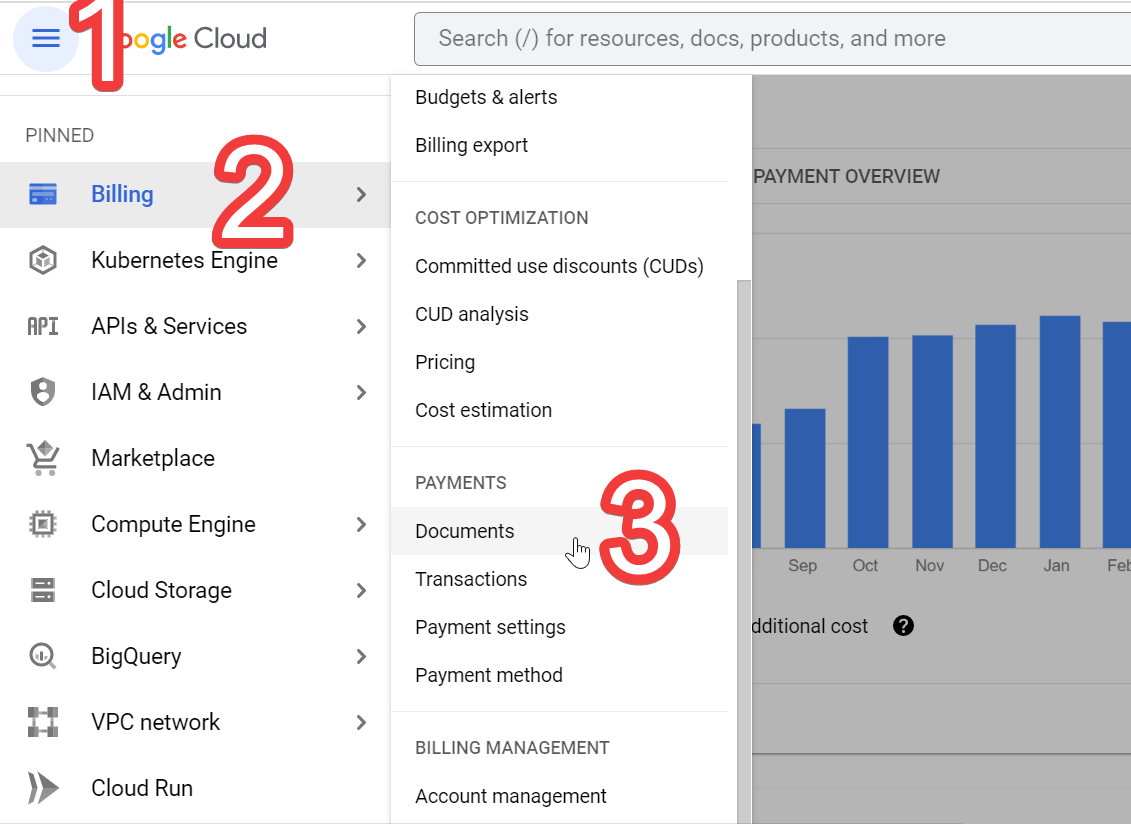 1
oogle Cloud
Search (/) for resources, docs, products, and more
PINNED
Billing
2
Kubernetes Engine
API
APIs & Services
IAM & Admin
Marketplace
Compute Engine
Cloud Storage
BigQuery
VPC network
Cloud Run
Budgets & alerts
Billing export
COST OPTIMIZATION
Committed use discounts (CUDs)
CUD analysis
Pricing
Cost estimation
PAYMENTS
Documents
3
Transactions
Payment settings
Payment method
BILLING MANAGEMENT
Account management
PAYMENT OVERVIEW
Sep Oct Nov Dec Jan Feb
dditional cost ?